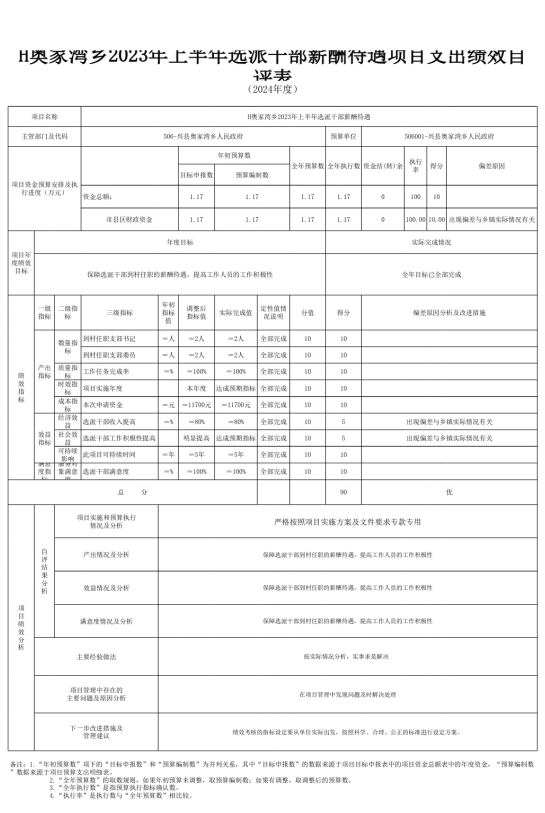 H奥家湾乡2023年上半年选派干部薪酬待遇项目支出绩效自
评表
（2024年度）
项目名称 H奥家湾乡2023年上半年选派干部薪酬待遇
主管部门及代码 506-兴县奥家湾乡人民政府 预算单位 506001-兴县奥家湾乡人民政府
项目资金预算安排及执行进度（万元） 年初预算数 全年预算数 全年执行数 资金结(转)余 执行率 得分 偏差原因
目标申报数 预算编制数
资金总额: 1.17 1.17 1.17 1.17 0 100 10
市县区财政资金 1.17 1.17 1.17 1.17 0 100.00 10.00 出现偏差与乡镇实际情况有关
项目年度绩效目标 年度目标 实际完成情况
保障选派干部到村任职的薪酬待遇，提高工作人员的工作积极性 全年目标已全部完成
绩效指标 一级指标 二级指标 三级指标 年初指标值 调整后指标值 实际完成值 定性值情况说明 分值 得分 偏差原因分析及改进措施
产出指标 数量指标 到村任职支部书记 ＝人 ＝2人 ＝2人 全部完成 10 10
到村任职支部委员 ＝人 ＝2人 ＝2人 全部完成 10 10
质量指标 工作任务完成率 ＝% ＝100% ＝100% 全部完成 10 10
时效指标 项目实施年度 本年度 达成预期指标 全部完成 10 10
成本指标 本次申请资金 ＝元 ＝11700元 ＝11700元 全部完成 10 10
效益指标 经济效益 选派干部收入提高 ＝% ＝80% ＝80% 全部完成 10 5 出现偏差与乡镇实际情况有关
社会效益 选派干部工作积极性提高 明显提高 达成预期指标 全部完成 10 5 出现偏差与乡镇实际情况有关
可持续影响 此项目可持续时间 ＝年 ＝5年 ＝5年 全部完成 10 10
满意度指标 服务对象满意度 选派干部满意度 ＝% ＝100% ＝100% 全部完成 10 10
总 分 90 优
项目绩效分析 自评结果分析 项目实施和预算执行情况及分析 严格按照项目实施方案及文件要求专款专用
产出情况及分析 保障选派干部到村任职的薪酬待遇，提高工作人员的工作积极性
效益情况及分析 保障选派干部到村任职的薪酬待遇，提高工作人员的工作积极性
满意度情况及分析 保障选派干部到村任职的薪酬待遇，提高工作人员的工作积极性
主要经验做法 按实际情况分析，实事求是解决
项目管理中存在的主要问题及原因分析 在项目管理中发现问题及时解决处理
下一步改进措施及管理建议 绩效考核的指标设定要从单位实际出发，按照科学、合理、公正的标准进行设定方案。
备注：1.“年初预算数”项下的“目标申报数”和“预算编制数”为并列关系，其中“目标申报数”的数据来源于项目目标申报表中的项目资金总额表中的年度资金，“预算编制数
”数据来源于项目预算支出明细表。
2.“全年预算数”的取数规则，如果年初预算未调整，取预算编制数；如果有调整，取调整后的预算数。
3.“全年执行数”是指预算执行指标确认数。
4.“执行率”是执行数与“全年预算数”相比较。